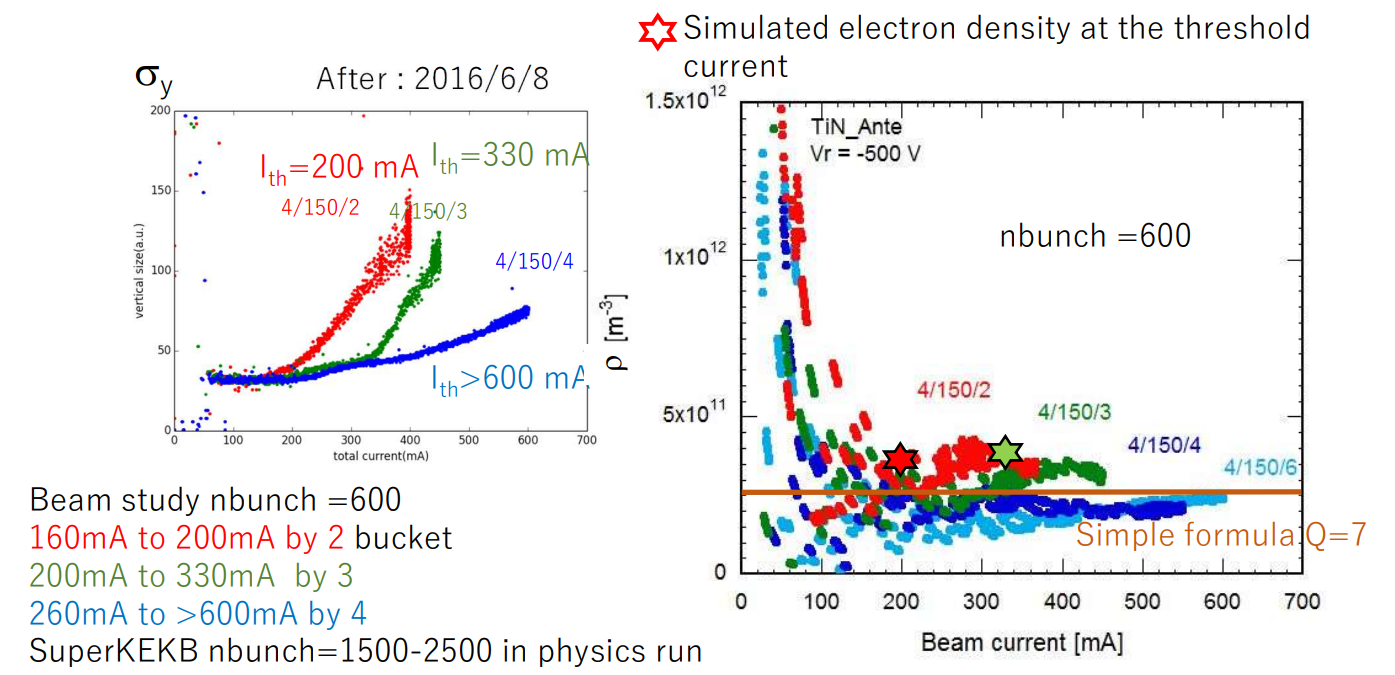 Simulated electron density at the threshold
current
σy
After : 2016/6/8
200
150
100
50
0
vertical size(a.u.)
Ith=200 mA
Ith=330 mA
4/150/2
4/150/3
4/150/4
Ith>600 mA
0 100 200 300 400 500 600 700
total current(mA)
1.5x10^12
1x10^12
5x10^11
0
ρ [m^-3]
TiN_Ante
Vr = -500 V
nbunch =600
4/150/2
4/150/3
4/150/4
4/150/6
Simple formula Q=7
0 100 200 300 400 500 600 700
Beam current [mA]
Beam study nbunch =600
160mA to 200mA by 2 bucket
200mA to 330mA by 3
260mA to >600mA by 4
SuperKEKB nbunch=1500-2500 in physics run